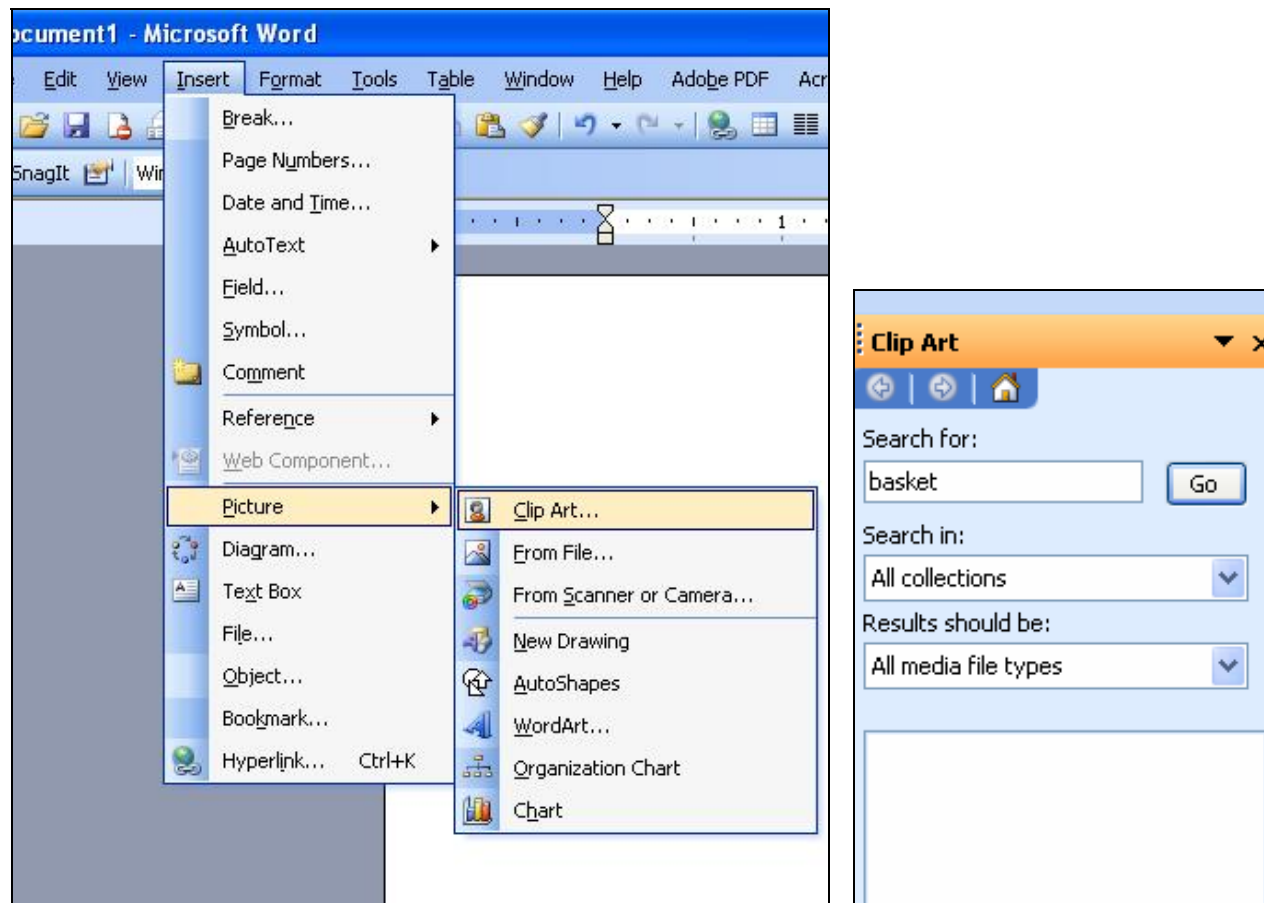 ocument1 - Microsoft Word
Edit View Insert Format Tools Table Window Help Adobe PDF Acr
SnagIt Wir
1
Break...
Page Numbers...
Date and Time...
AutoText
Field...
Symbol...
Comment
Reference
Web Component...
Picture
Diagram...
Text Box
File...
Object...
Bookmark...
Hyperlink... Ctrl+K
Clip Art...
From File...
From Scanner or Camera...
New Drawing
AutoShapes
WordArt...
Organization Chart
Chart
Clip Art
Search for:
basket Go
Search in:
All collections
Results should be:
All media file types